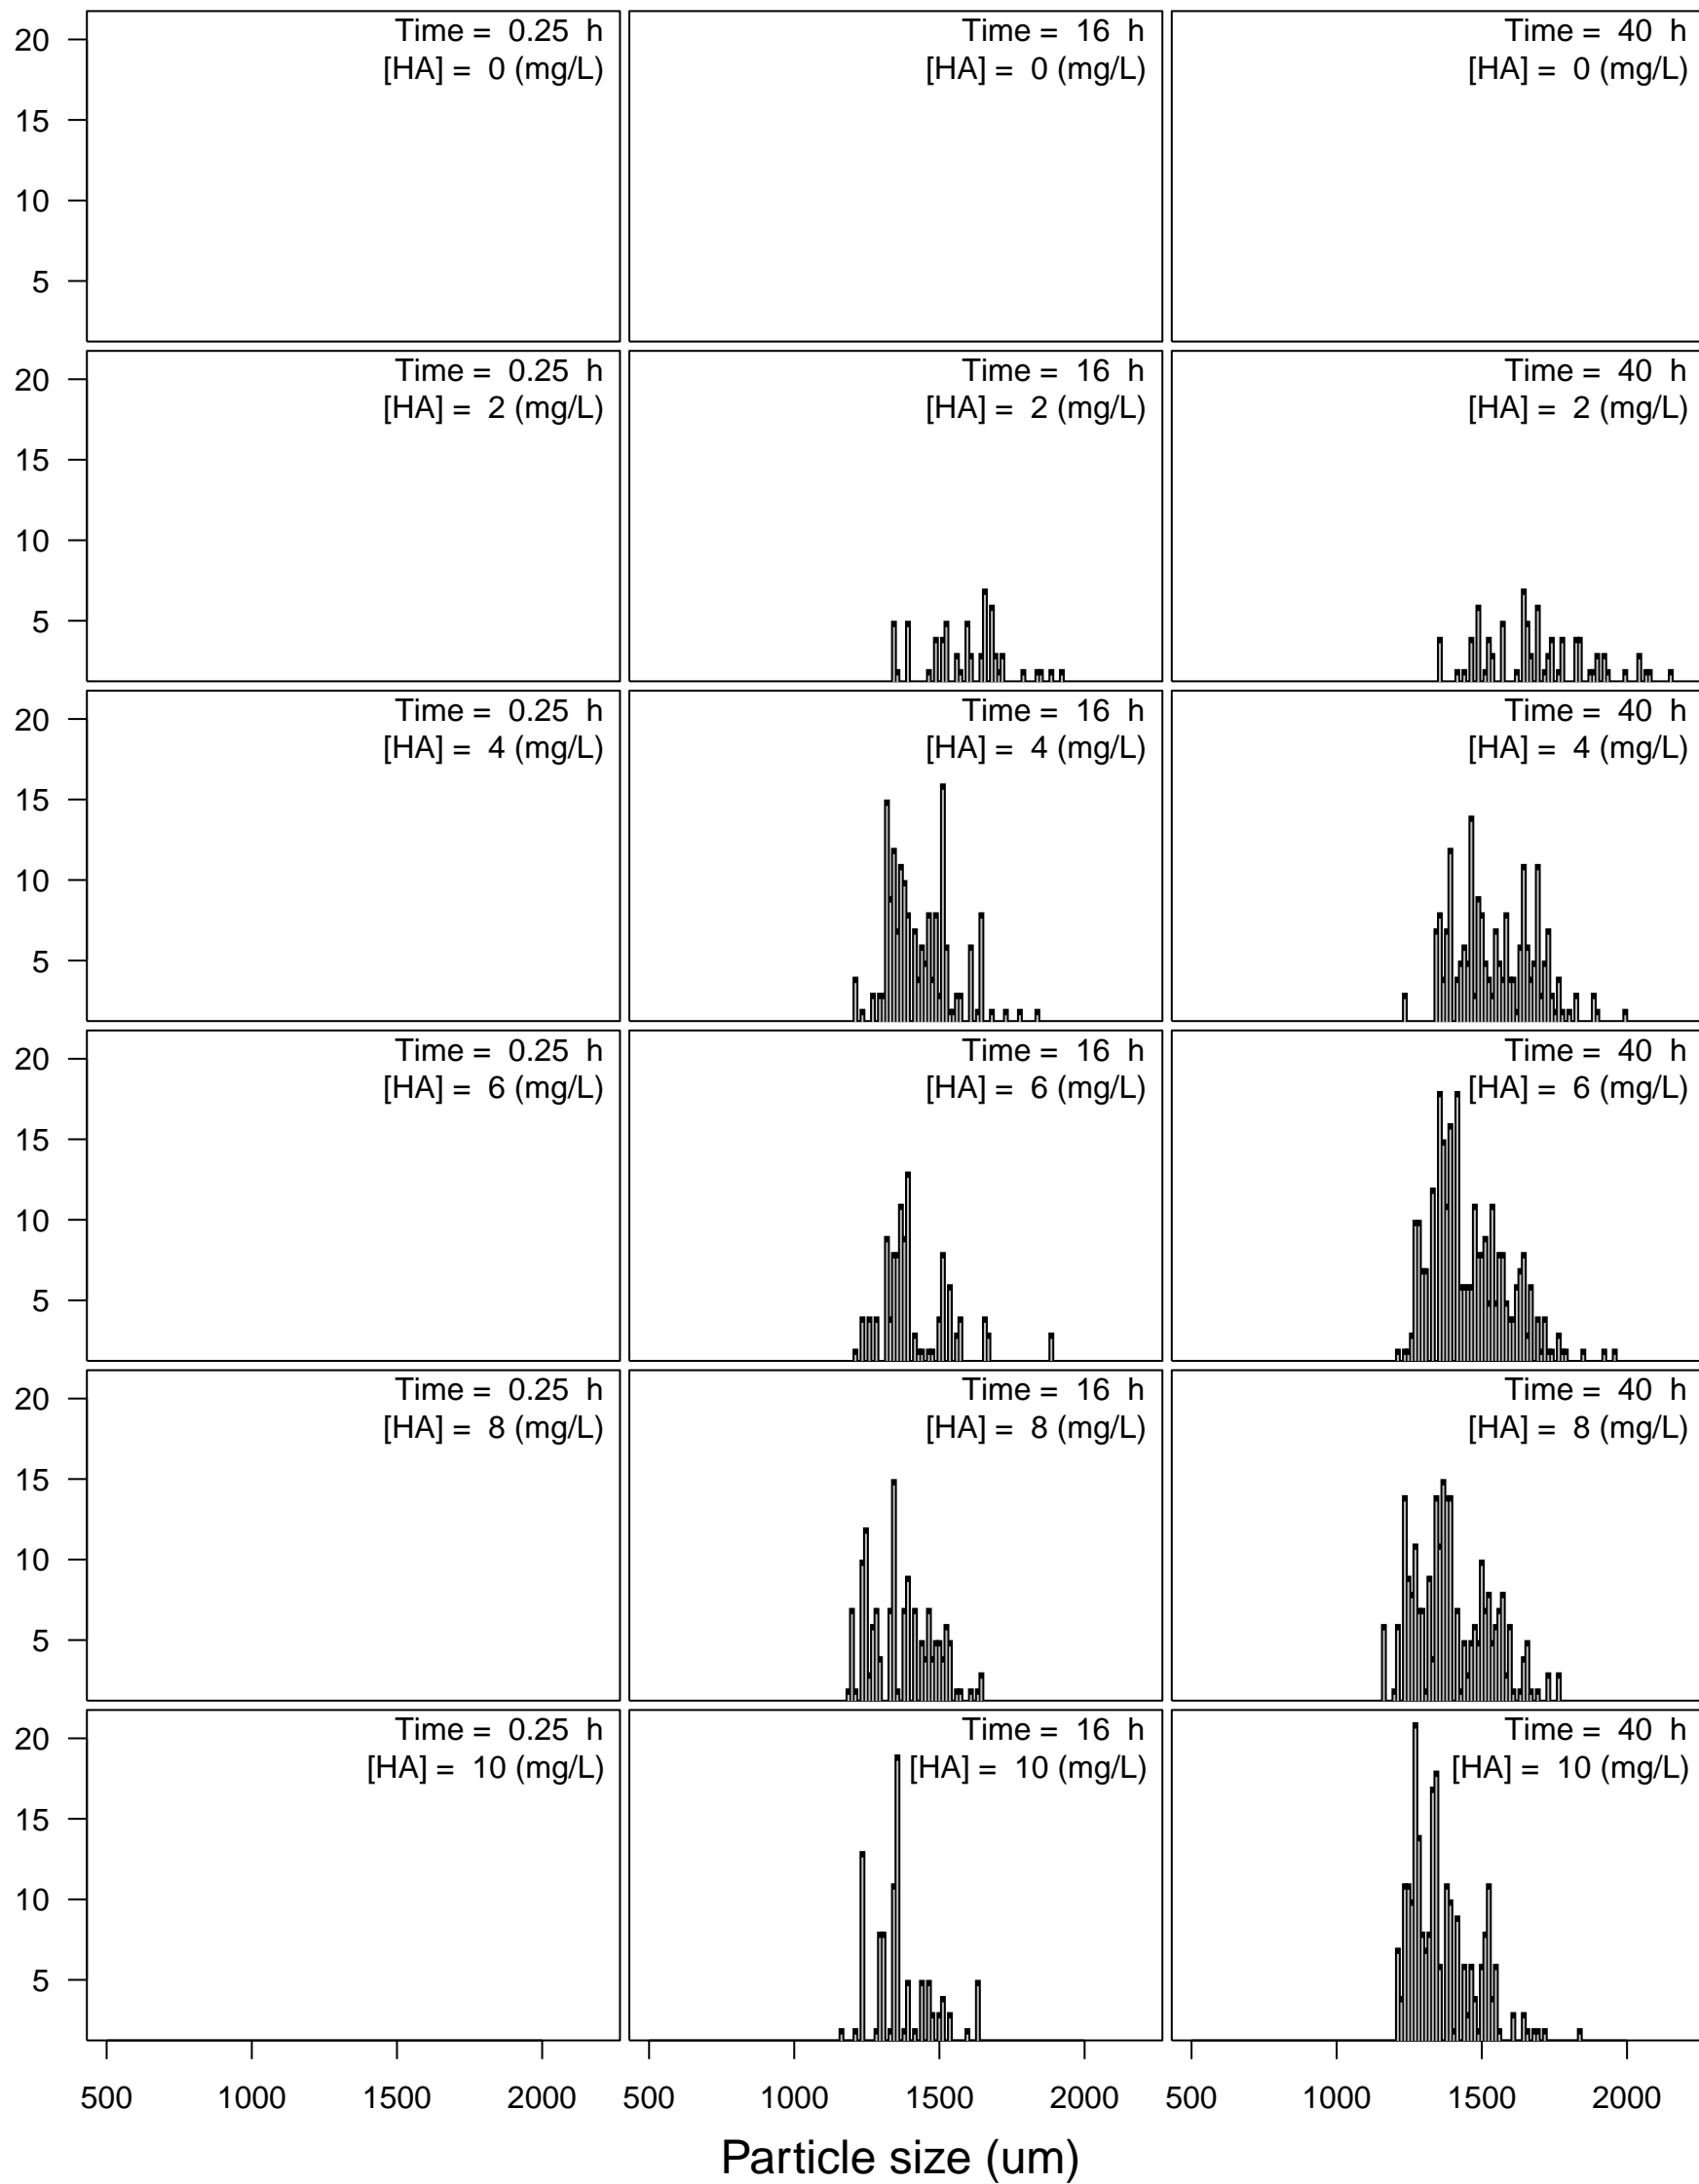 20
15
10
5
Time = 0.25 h
[HA] = 0 (mg/L)
Time = 16 h
[HA] = 0 (mg/L)
Time = 40 h
[HA] = 0 (mg/L)
20
15
10
5
Time = 0.25 h
[HA] = 2 (mg/L)
Time = 16 h
[HA] = 2 (mg/L)
Time = 40 h
[HA] = 2 (mg/L)
20
15
10
5
Time = 0.25 h
[HA] = 4 (mg/L)
Time = 16 h
[HA] = 4 (mg/L)
Time = 40 h
[HA] = 4 (mg/L)
20
15
10
5
Time = 0.25 h
[HA] = 6 (mg/L)
Time = 16 h
[HA] = 6 (mg/L)
Time = 40 h
[HA] = 6 (mg/L)
20
15
10
5
Time = 0.25 h
[HA] = 8 (mg/L)
Time = 16 h
[HA] = 8 (mg/L)
Time = 40 h
[HA] = 8 (mg/L)
20
15
10
5
Time = 0.25 h
[HA] = 10 (mg/L)
Time = 16 h
[HA] = 10 (mg/L)
Time = 40 h
[HA] = 10 (mg/L)
500 1000 1500 2000 500 1000 1500 2000 500 1000 1500 2000
Particle size (um)